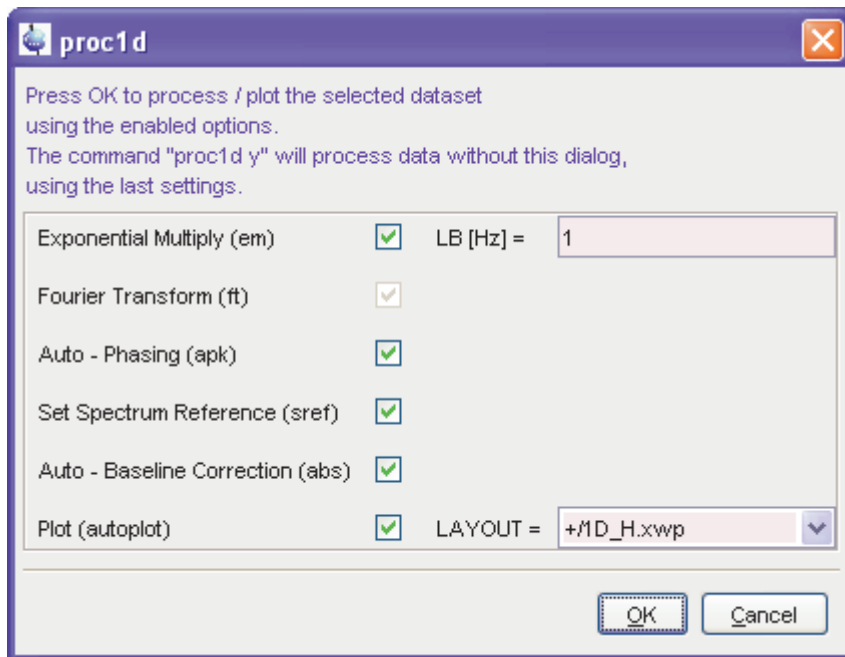 proc1d
Press OK to process / plot the selected dataset
using the enabled options.
The command "proc1d y" will process data without this dialog,
using the last settings.
Exponential Multiply (em) LB [Hz] = 1
Fourier Transform (ft)
Auto - Phasing (apk)
Set Spectrum Reference (sref)
Auto - Baseline Correction (abs)
Plot (autoplot) LAYOUT = +/1D_H.xwp
OK Cancel